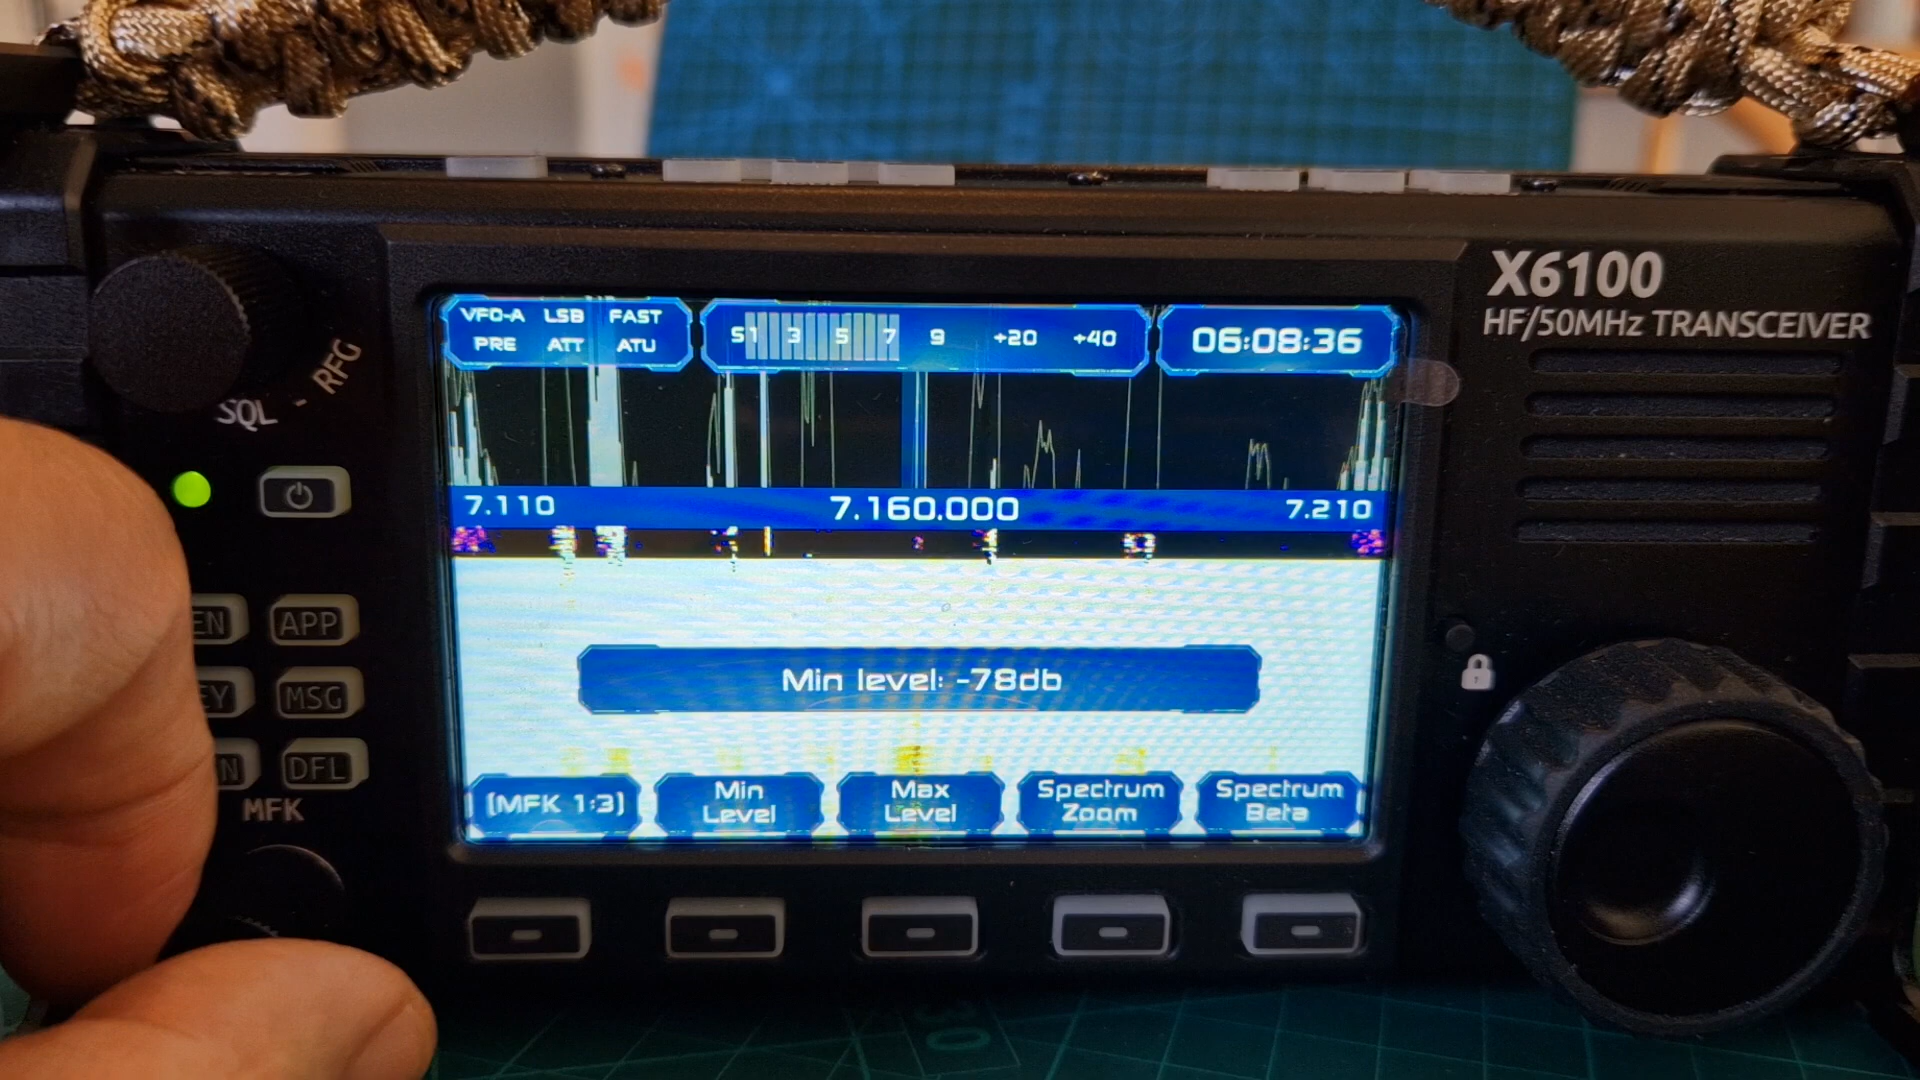 X6100
HF/50MHz TRANSCEIVER
VFO-A LSB FAST
PRE ATT ATU
S1 3 5 7 9 +20 +40
06:08:36
SQL - RFG
7.110 7.160.000 7.210
EN APP
EY MSG
N DFL
MFK
Min level: -78db
(MFK 1:3)
Min
Level
Max
Level
Spectrum
Zoom
Spectrum
Beta